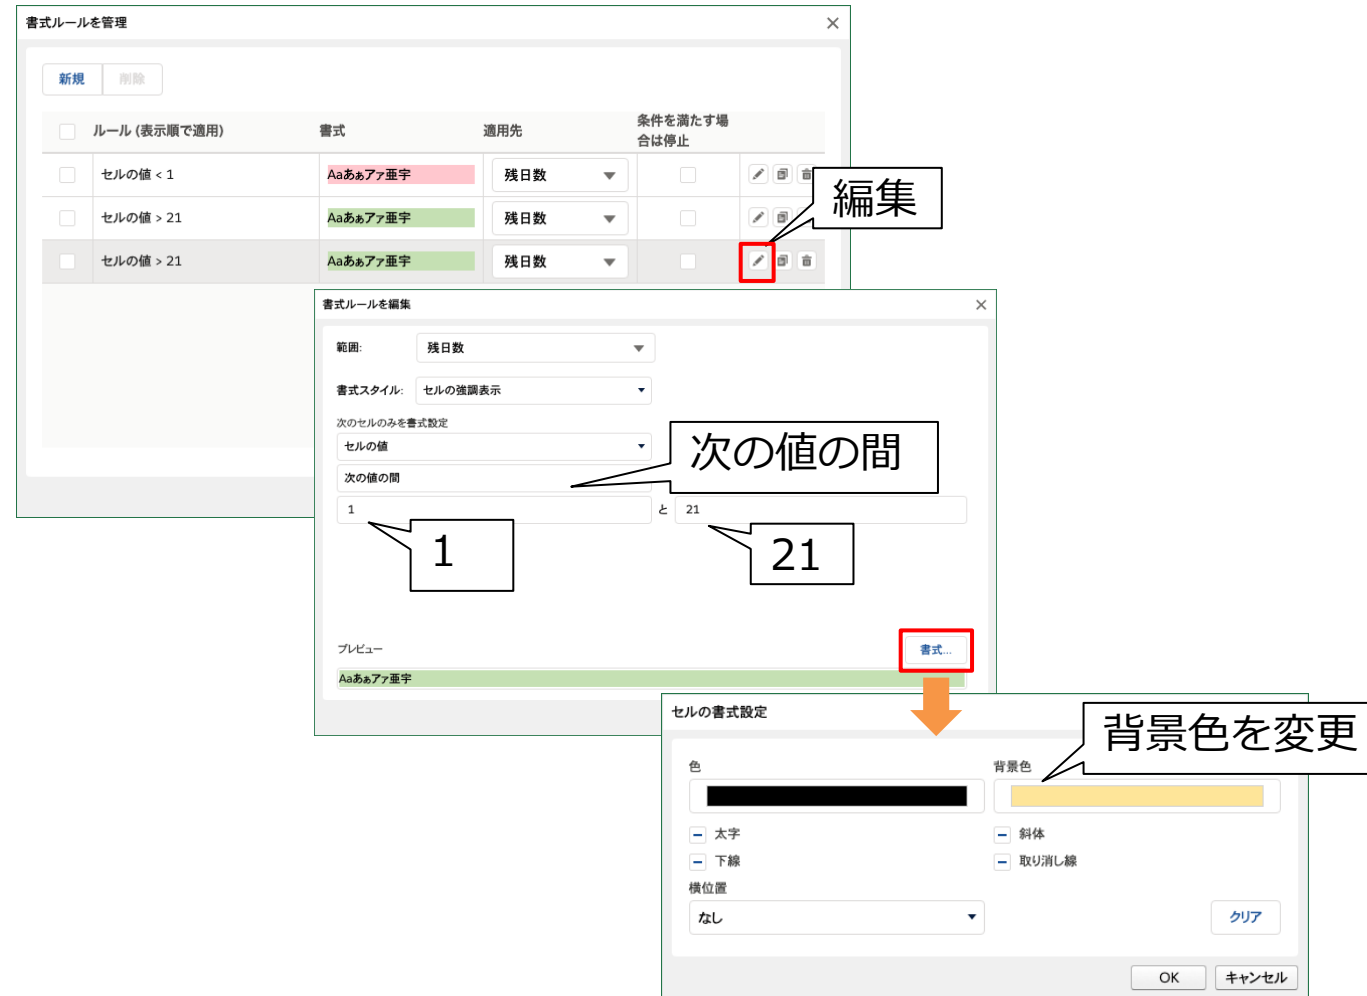 書式ルールを管理
新規 削除
ルール (表示順で適用) 書式 適用先 条件を満たす場
合は停止
セルの値 < 1 Aaあぁアァ亜宇 残日数
セルの値 > 21 Aaあぁアァ亜宇 残日数
セルの値 > 21 Aaあぁアァ亜宇 残日数
編集
書式ルールを編集
範囲: 残日数
書式スタイル: セルの強調表示
次のセルのみを書式設定
セルの値
次の値の間
次の値の間
1 と 21
1
21
プレビュー
書式...
Aaあぁアァ亜宇
セルの書式設定
背景色を変更
色 背景色
太字 斜体
下線 取り消し線
横位置
なし クリア
OK キャンセル